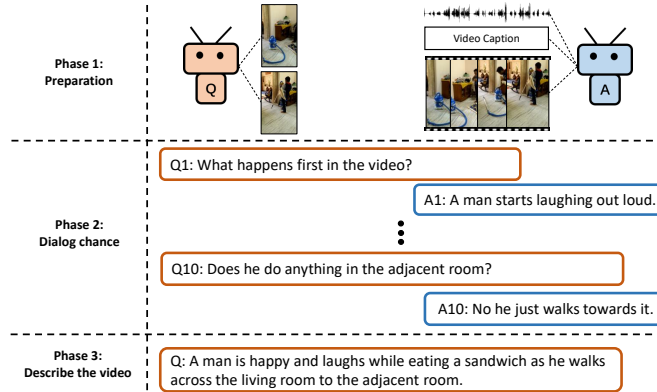 Phase 1:
Preparation
Q
Video Caption
A
Phase 2:
Dialog chance
Q1: What happens first in the video?
A1: A man starts laughing out loud.
Q10: Does he do anything in the adjacent room?
A10: No he just walks towards it.
Phase 3:
Describe the video
Q: A man is happy and laughs while eating a sandwich as he walks
across the living room to the adjacent room.